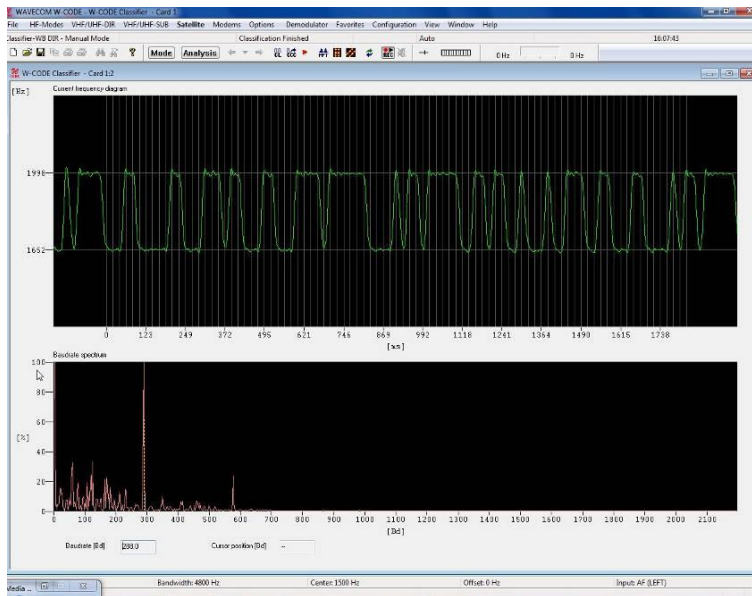 WAVECOM W-CODE - W-CODE Classifier - Card 1
File HF-Modes VHF/UHF-DIR VHF/UHF-SUB Satellite Modems Options Demodulator Favorites Configuration View Window Help
Classifier-WB DIR - Manual Mode Classification Finished Auto 16:07:43
Mode Analysis 0 Hz 0 Hz
W-CODE Classifier - Card 1:2
[Hz] Current frequency diagram
1998
1652
0 123 249 372 495 621 746 869 992 1118 1241 1364 1490 1615 1738
[ms]
Baudrate spectrum
100
80
60
[%]
40
20
0
0 100 200 300 400 500 600 700 800 900 1000 1100 1200 1300 1400 1500 1600 1700 1800 1900 2000 2100
[Bd]
Baudrate [Bd] 288.0 Cursor position [Bd] --
Media ... Bandwidth: 4800 Hz Center: 1500 Hz Offset: 0 Hz Input: AF (LEFT)